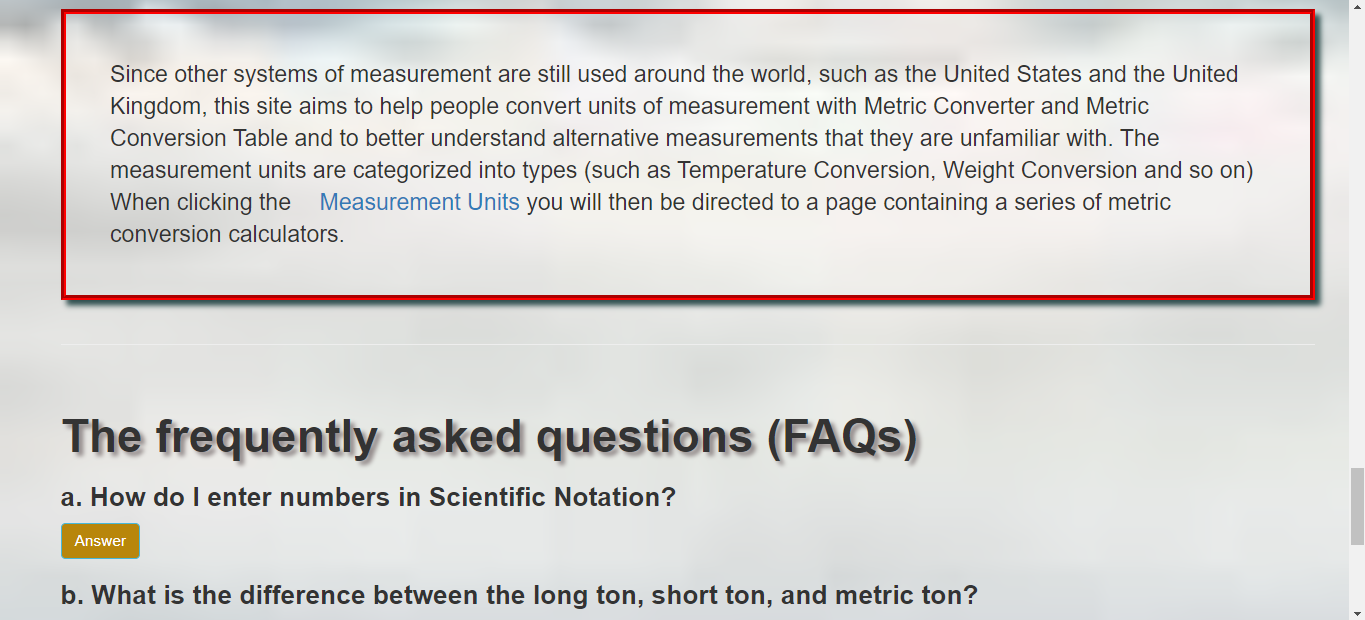 Since other systems of measurement are still used around the world, such as the United States and the United
Kingdom, this site aims to help people convert units of measurement with Metric Converter and Metric
Conversion Table and to better understand alternative measurements that they are unfamiliar with. The
measurement units are categorized into types (such as Temperature Conversion, Weight Conversion and so on)
When clicking the Measurement Units you will then be directed to a page containing a series of metric
conversion calculators.
The frequently asked questions (FAQs)
a. How do I enter numbers in Scientific Notation?
Answer
b. What is the difference between the long ton, short ton, and metric ton?